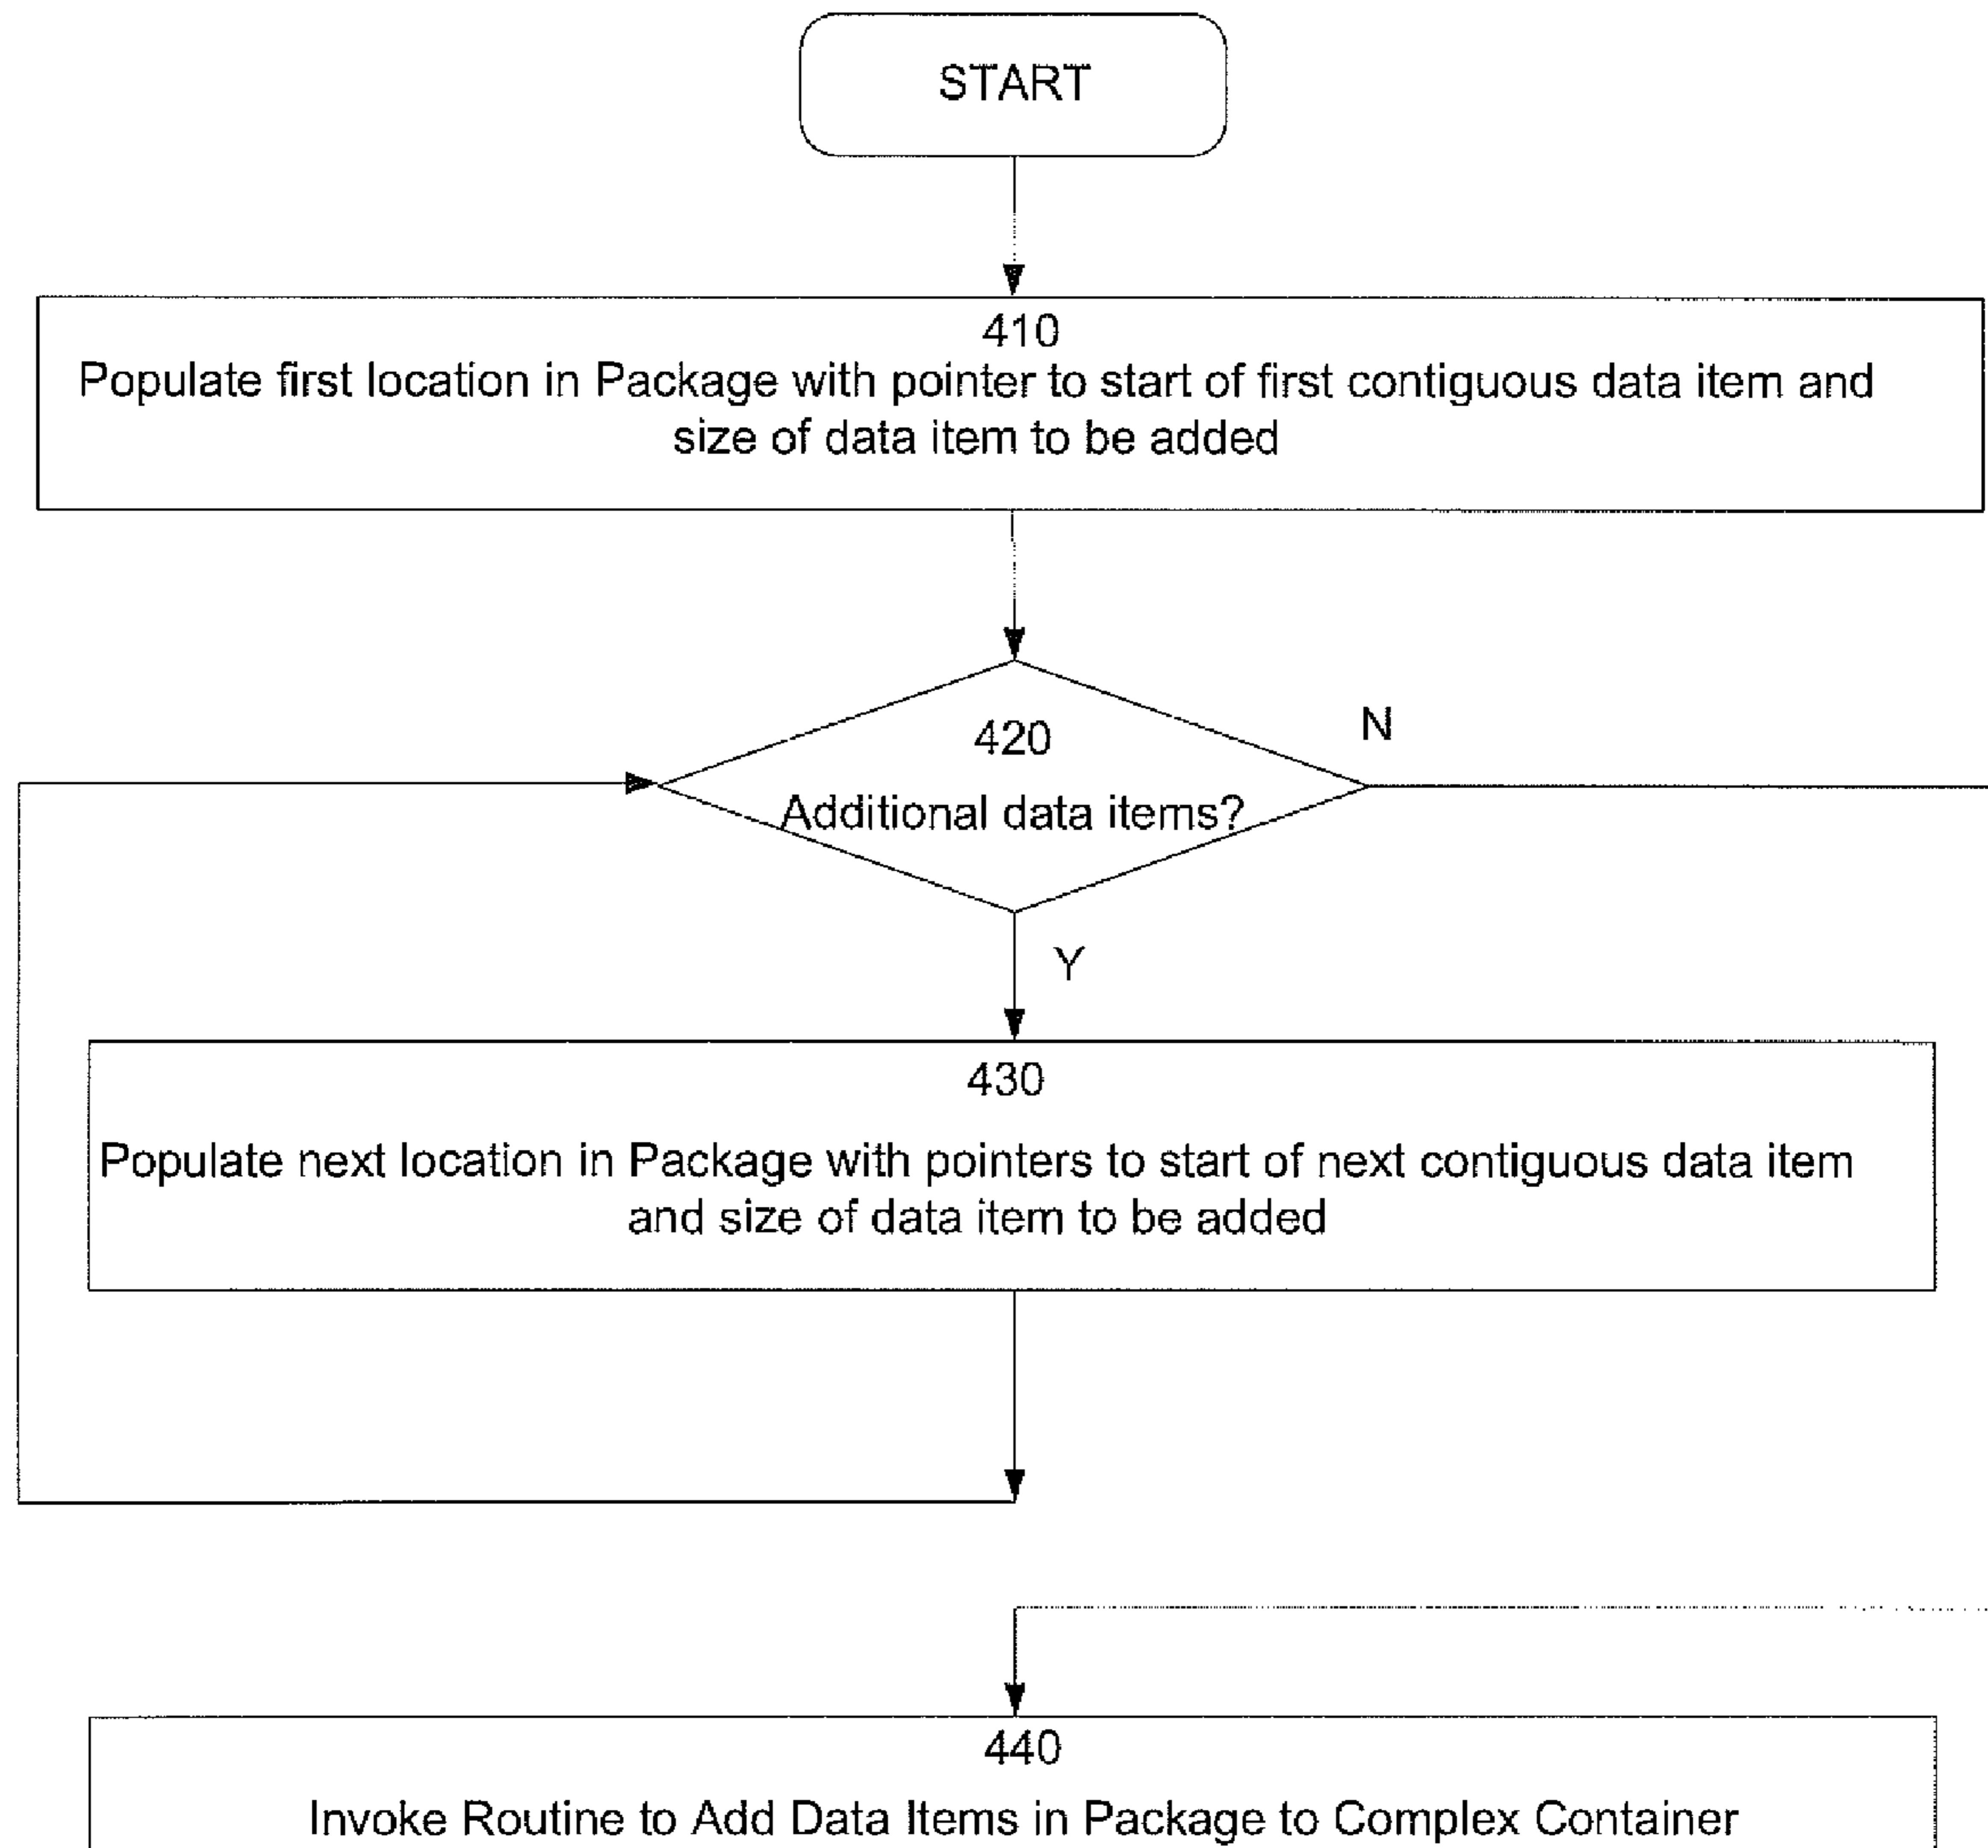 START
410
Populate first location in Package with pointer to start of first contiguous data item and
size of data item to be added
420
Additional data items?
N
Y
430
Populate next location in Package with pointers to start of next contiguous data item
and size of data item to be added
440
Invoke Routine to Add Data Items in Package to Complex Container